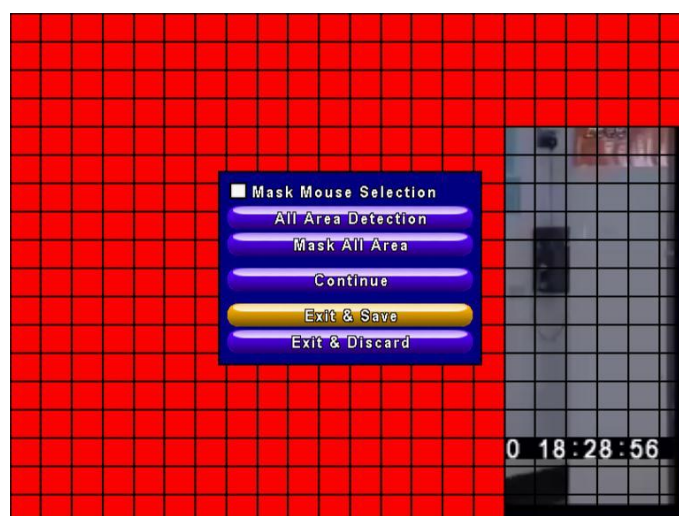 Mask Mouse Selection
All Area Detection
Mask All Area
Continue
Exit & Save
Exit & Discard
0 18:28:56